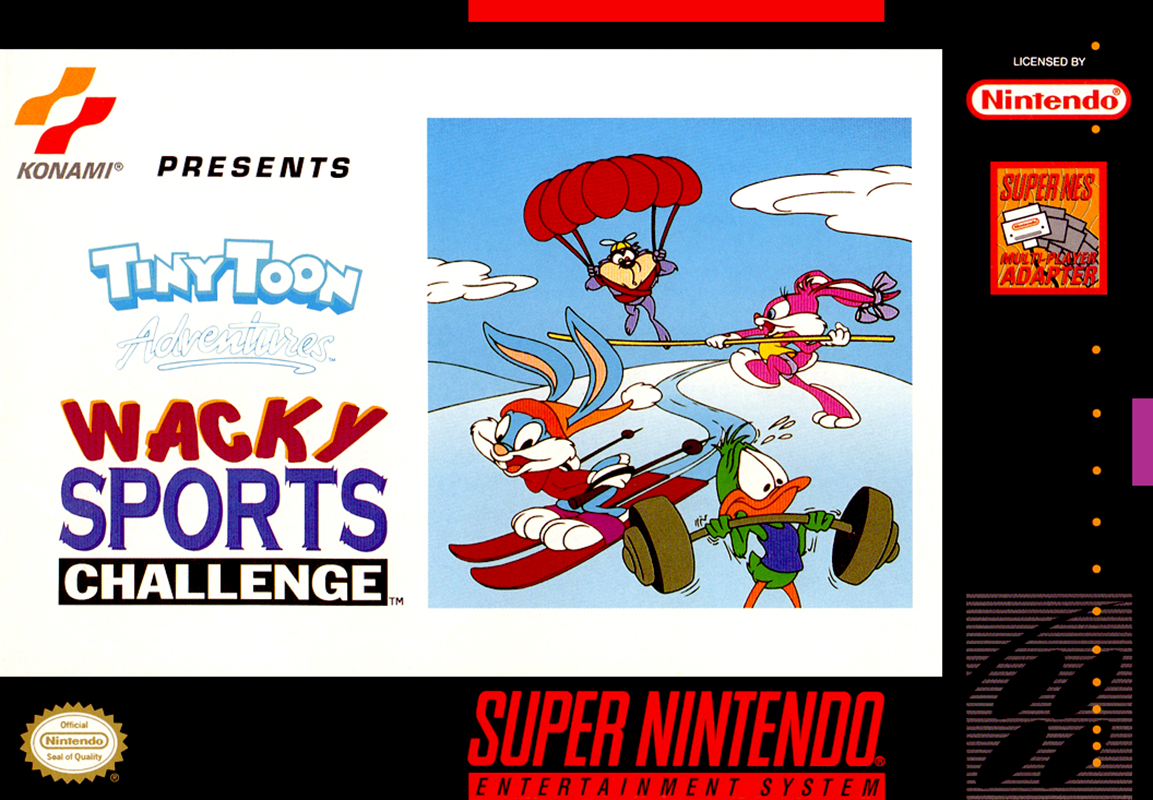 LICENSED BY
Nintendo®
KONAMI®
PRESENTS
SUPER NES
Nintendo
MULTI-PLAYER
ADAPTER
TINY TOON
Adventures™
WACKY
SPORTS
CHALLENGE™
Official
Nintendo
Seal of Quality
®
SUPER NINTENDO®
ENTERTAINMENT SYSTEM